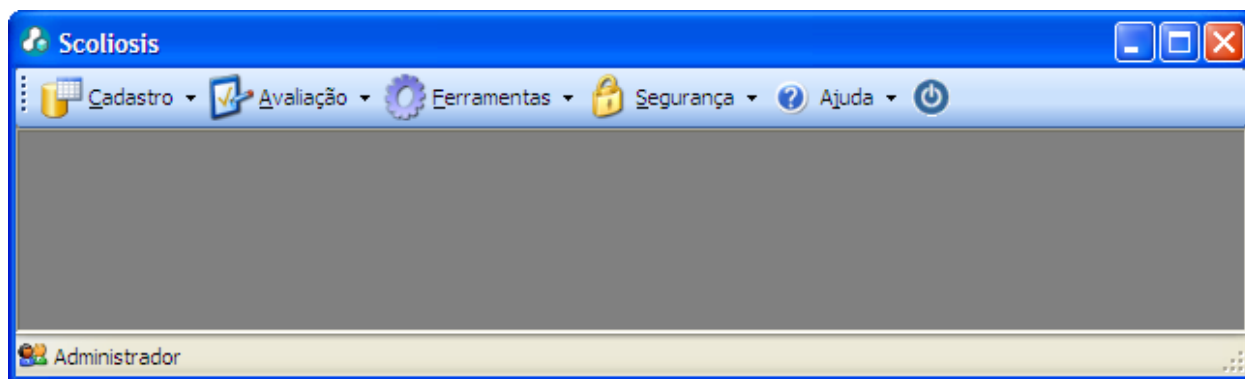 Scoliosis
Cadastro Avaliação Ferramentas Segurança Ajuda
Administrador